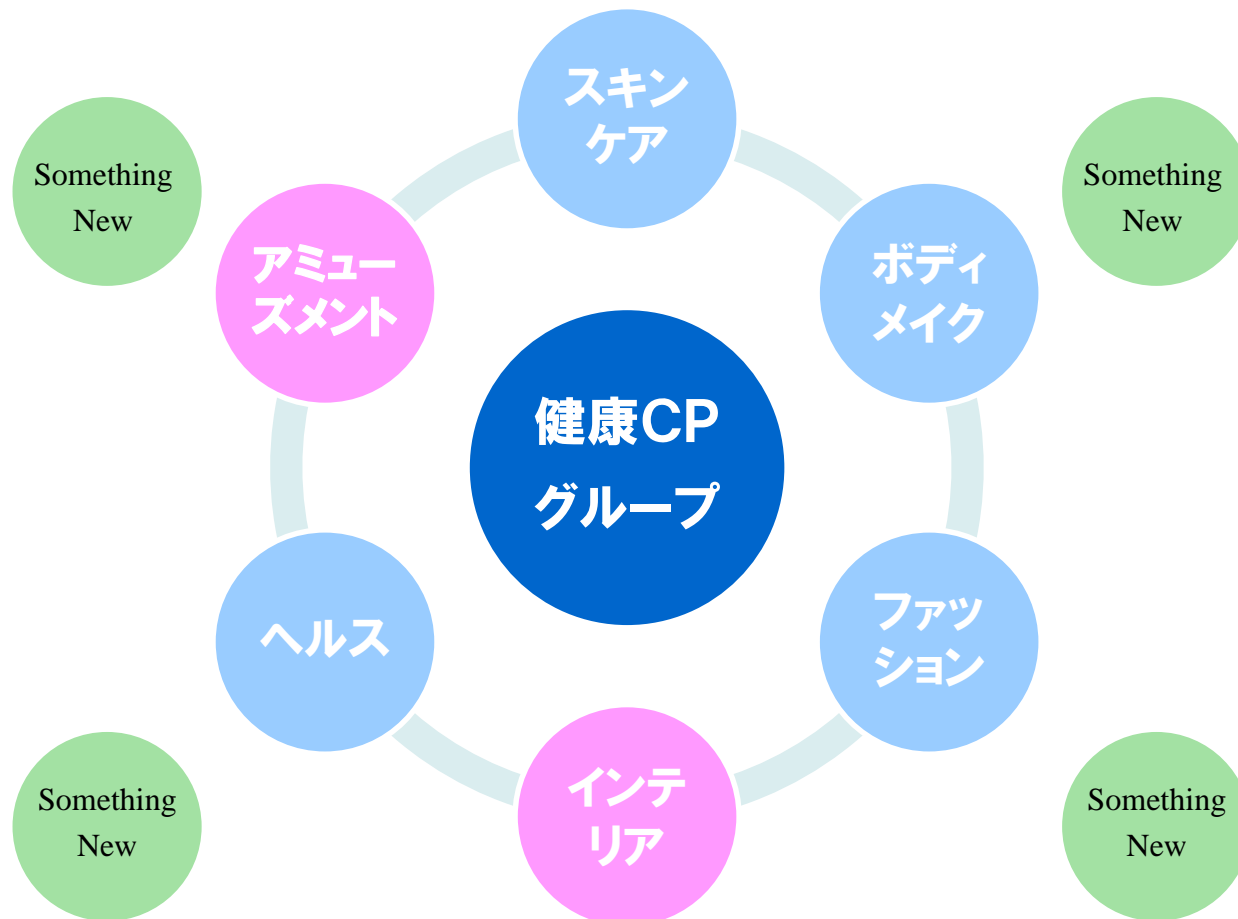 スキン
ケア
Something
New
Something
New
アミュー
ズメント
ボディ
メイク
健康CP
グループ
ヘルス
ファッ
ション
インテ
リア
Something
New
Something
New